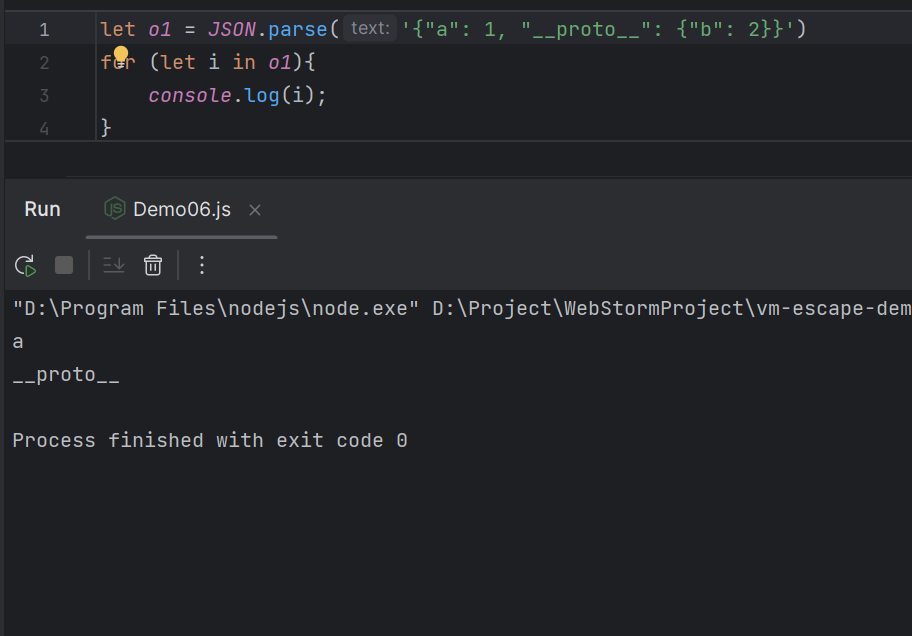 1 let o1 = JSON.parse( text: '{"a": 1, "__proto__": {"b": 2}}')
2 for (let i in o1){
3     console.log(i);
4 }
Run Demo06.js ×
"D:\Program Files\nodejs\node.exe" D:\Project\WebStormProject\vm-escape-dem
a
__proto__
Process finished with exit code 0